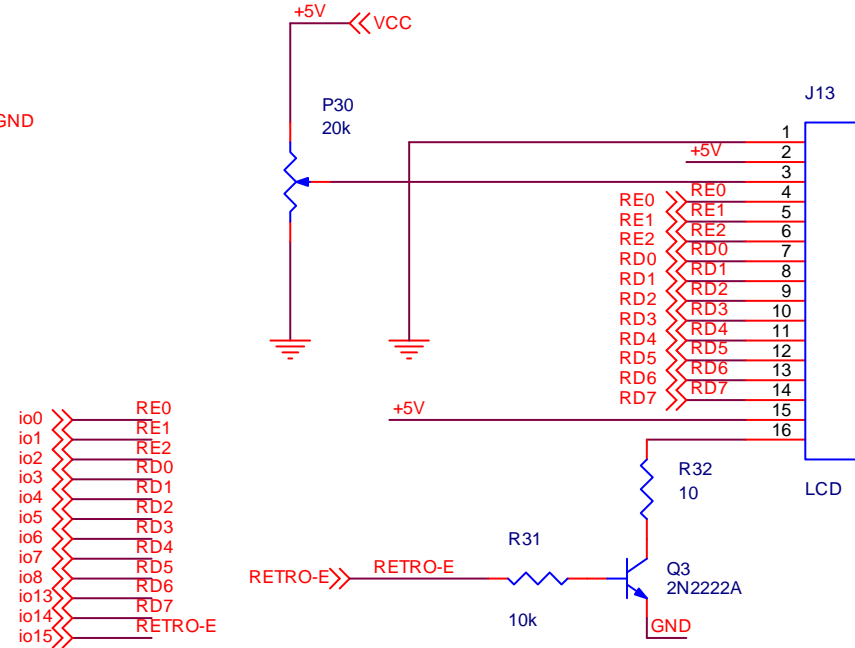 +5V
VCC
GND
P30
20k
J13
1
+5V 2
3
RE0 RE0 4
RE1 RE1 5
RE2 RE2 6
RD0 RD0 7
RD1 RD1 8
RD2 RD2 9
RD3 RD3 10
RD4 RD4 11
RD5 RD5 12
RD6 RD6 13
RD7 RD7 14
+5V 15
16
LCD
io0 RE0
io1 RE1
io2 RE2
io3 RD0
io4 RD1
io5 RD2
io6 RD3
io7 RD4
io8 RD5
io13 RD6
io14 RD7
io15 RETRO-E
R32
10
R31
10k
RETRO-E RETRO-E
Q3
2N2222A
GND